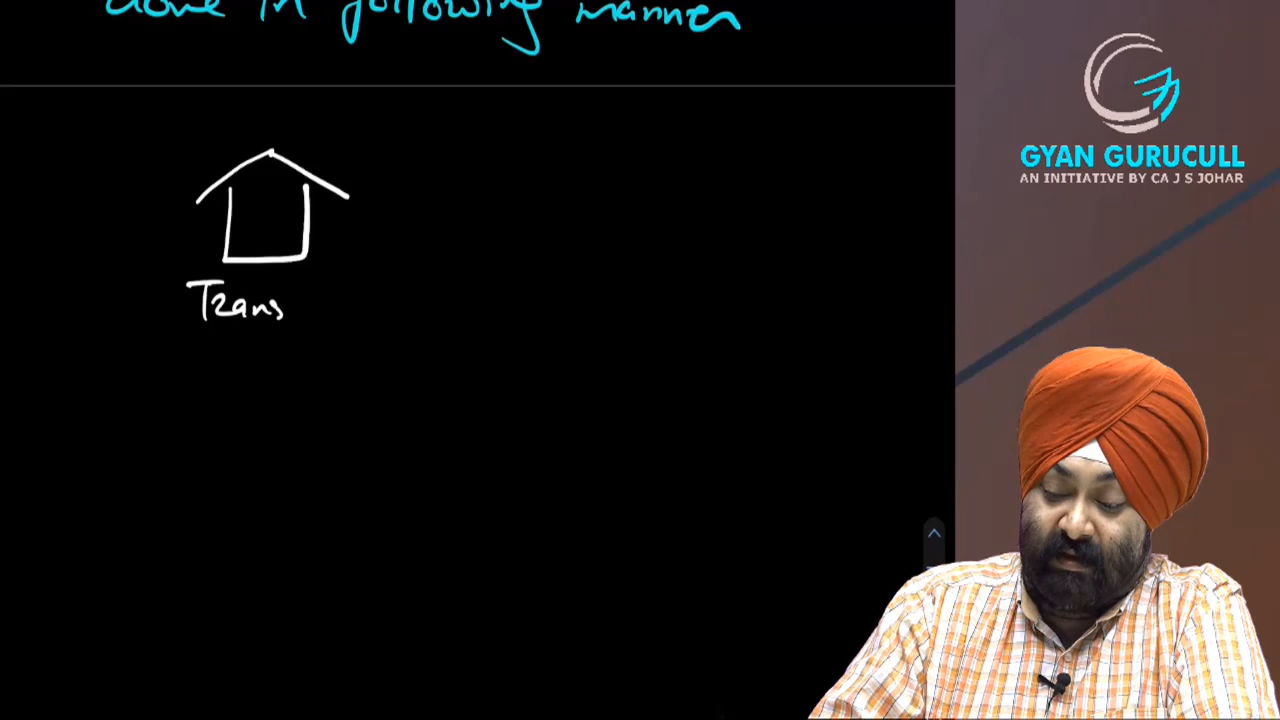 done in following manner
GYAN GURUCULL
AN INITIATIVE BY CA J S JOHAR
Trans